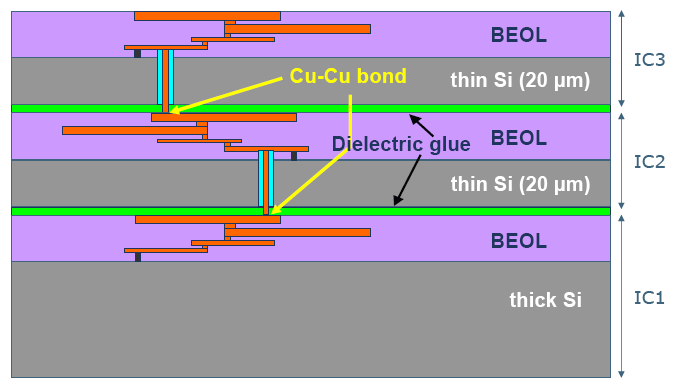 BEOL
IC3
Cu-Cu bond
thin Si (20 µm)
Dielectric glue
BEOL
IC2
thin Si (20 µm)
BEOL
thick Si
IC1